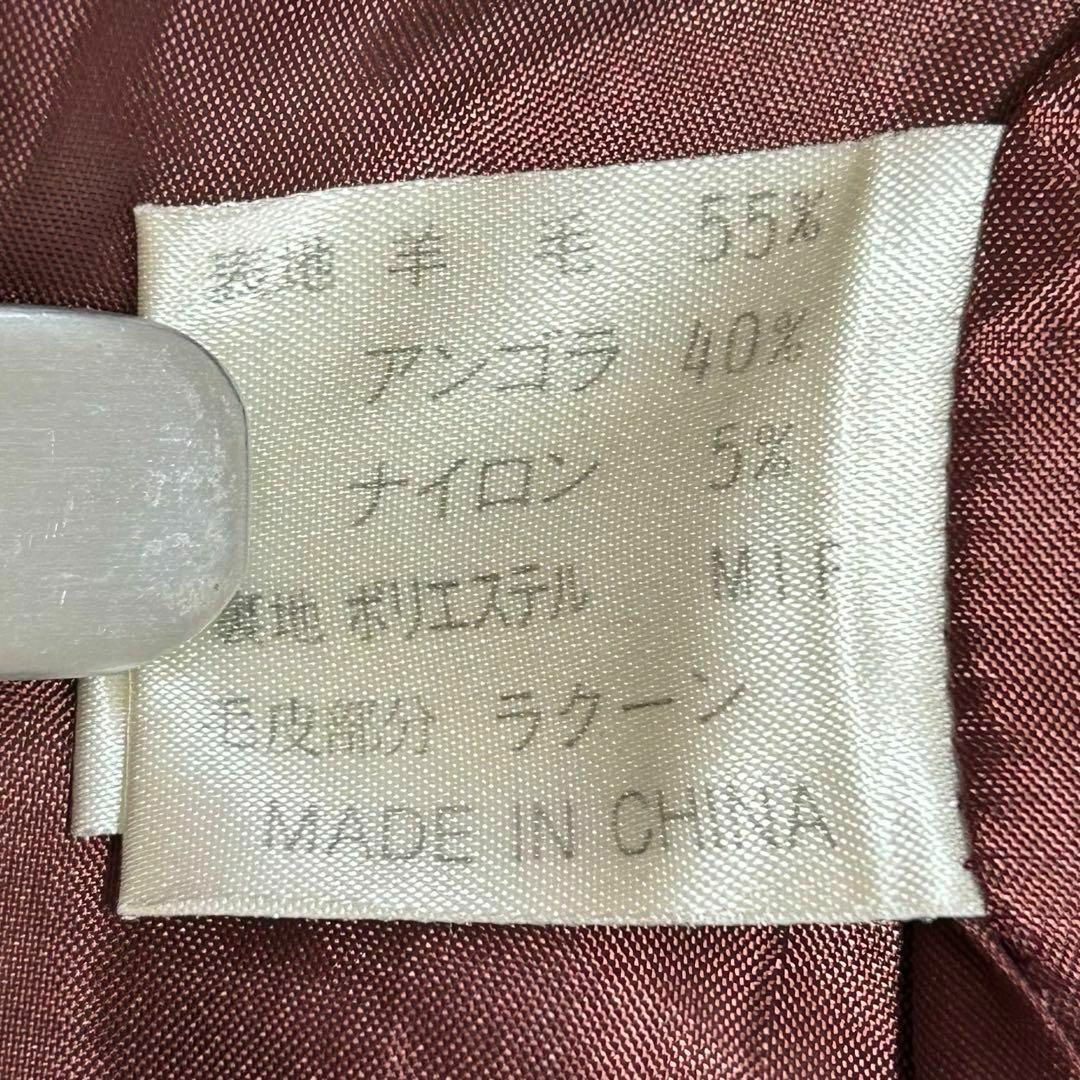 表地 羊 毛 55%
アンゴラ 40%
ナイロン 5%
裏地 ポリエステル MIF
毛皮部分 ラクーン
MADE IN CHINA